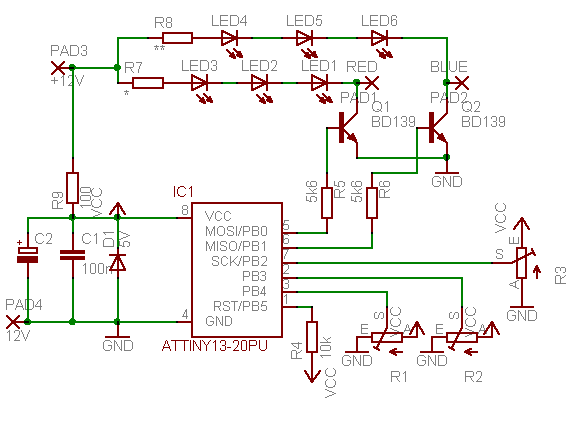 R8 LED4 LED5 LED6
**
PAD3
+12V
R7 LED3 LED2 LED1 RED BLUE
*
PAD1 PAD2
Q1 Q2
BD139 BD139
GND
R9 100 VCC
5k6 R5 5k6 R6
IC1
8 VCC
MOSI/PB0 5
MISO/PB1 6
SCK/PB2 7
PB3 2
PB4 3
RST/PB5 1
4 GND
ATTINY13-20PU
+ C2 C1 D1
100n 5V
PAD4
12V
GND
VCC
E
S
A
R3
GND
R4 10k
VCC
E S VCC A
GND
R1
E S VCC A
GND
R2